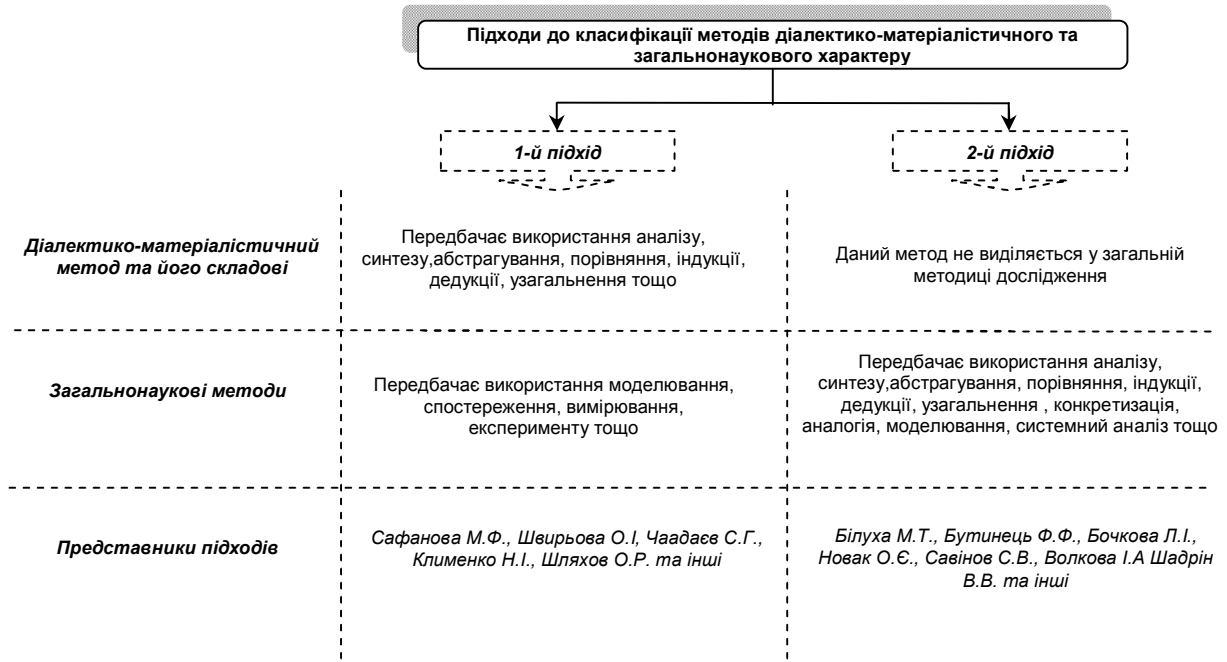 Підходи до класифікації методів діалектико-матеріалістичного та
загальнонаукового характеру
1-й підхід
2-й підхід
Діалектико-матеріалістичний
метод та його складові
Передбачає використання аналізу,
синтезу,абстрагування, порівняння, індукції,
дедукції, узагальнення тощо
Даний метод не виділяється у загальній
методиці дослідження
Загальнонаукові методи
Передбачає використання моделювання,
спостереження, вимірювання,
експерименту тощо
Передбачає використання аналізу,
синтезу,абстрагування, порівняння, індукції,
дедукції, узагальнення , конкретизація,
аналогія, моделювання, системний аналіз тощо
Представники підходів
Сафанова М.Ф., Швирьова О.І, Чаадаєв С.Г.,
Клименко Н.І., Шляхов О.Р. та інші
Білуха М.Т., Бутинець Ф.Ф., Бочкова Л.І.,
Новак О.Є., Савінов С.В., Волкова І.А Шадрін
В.В. та інші